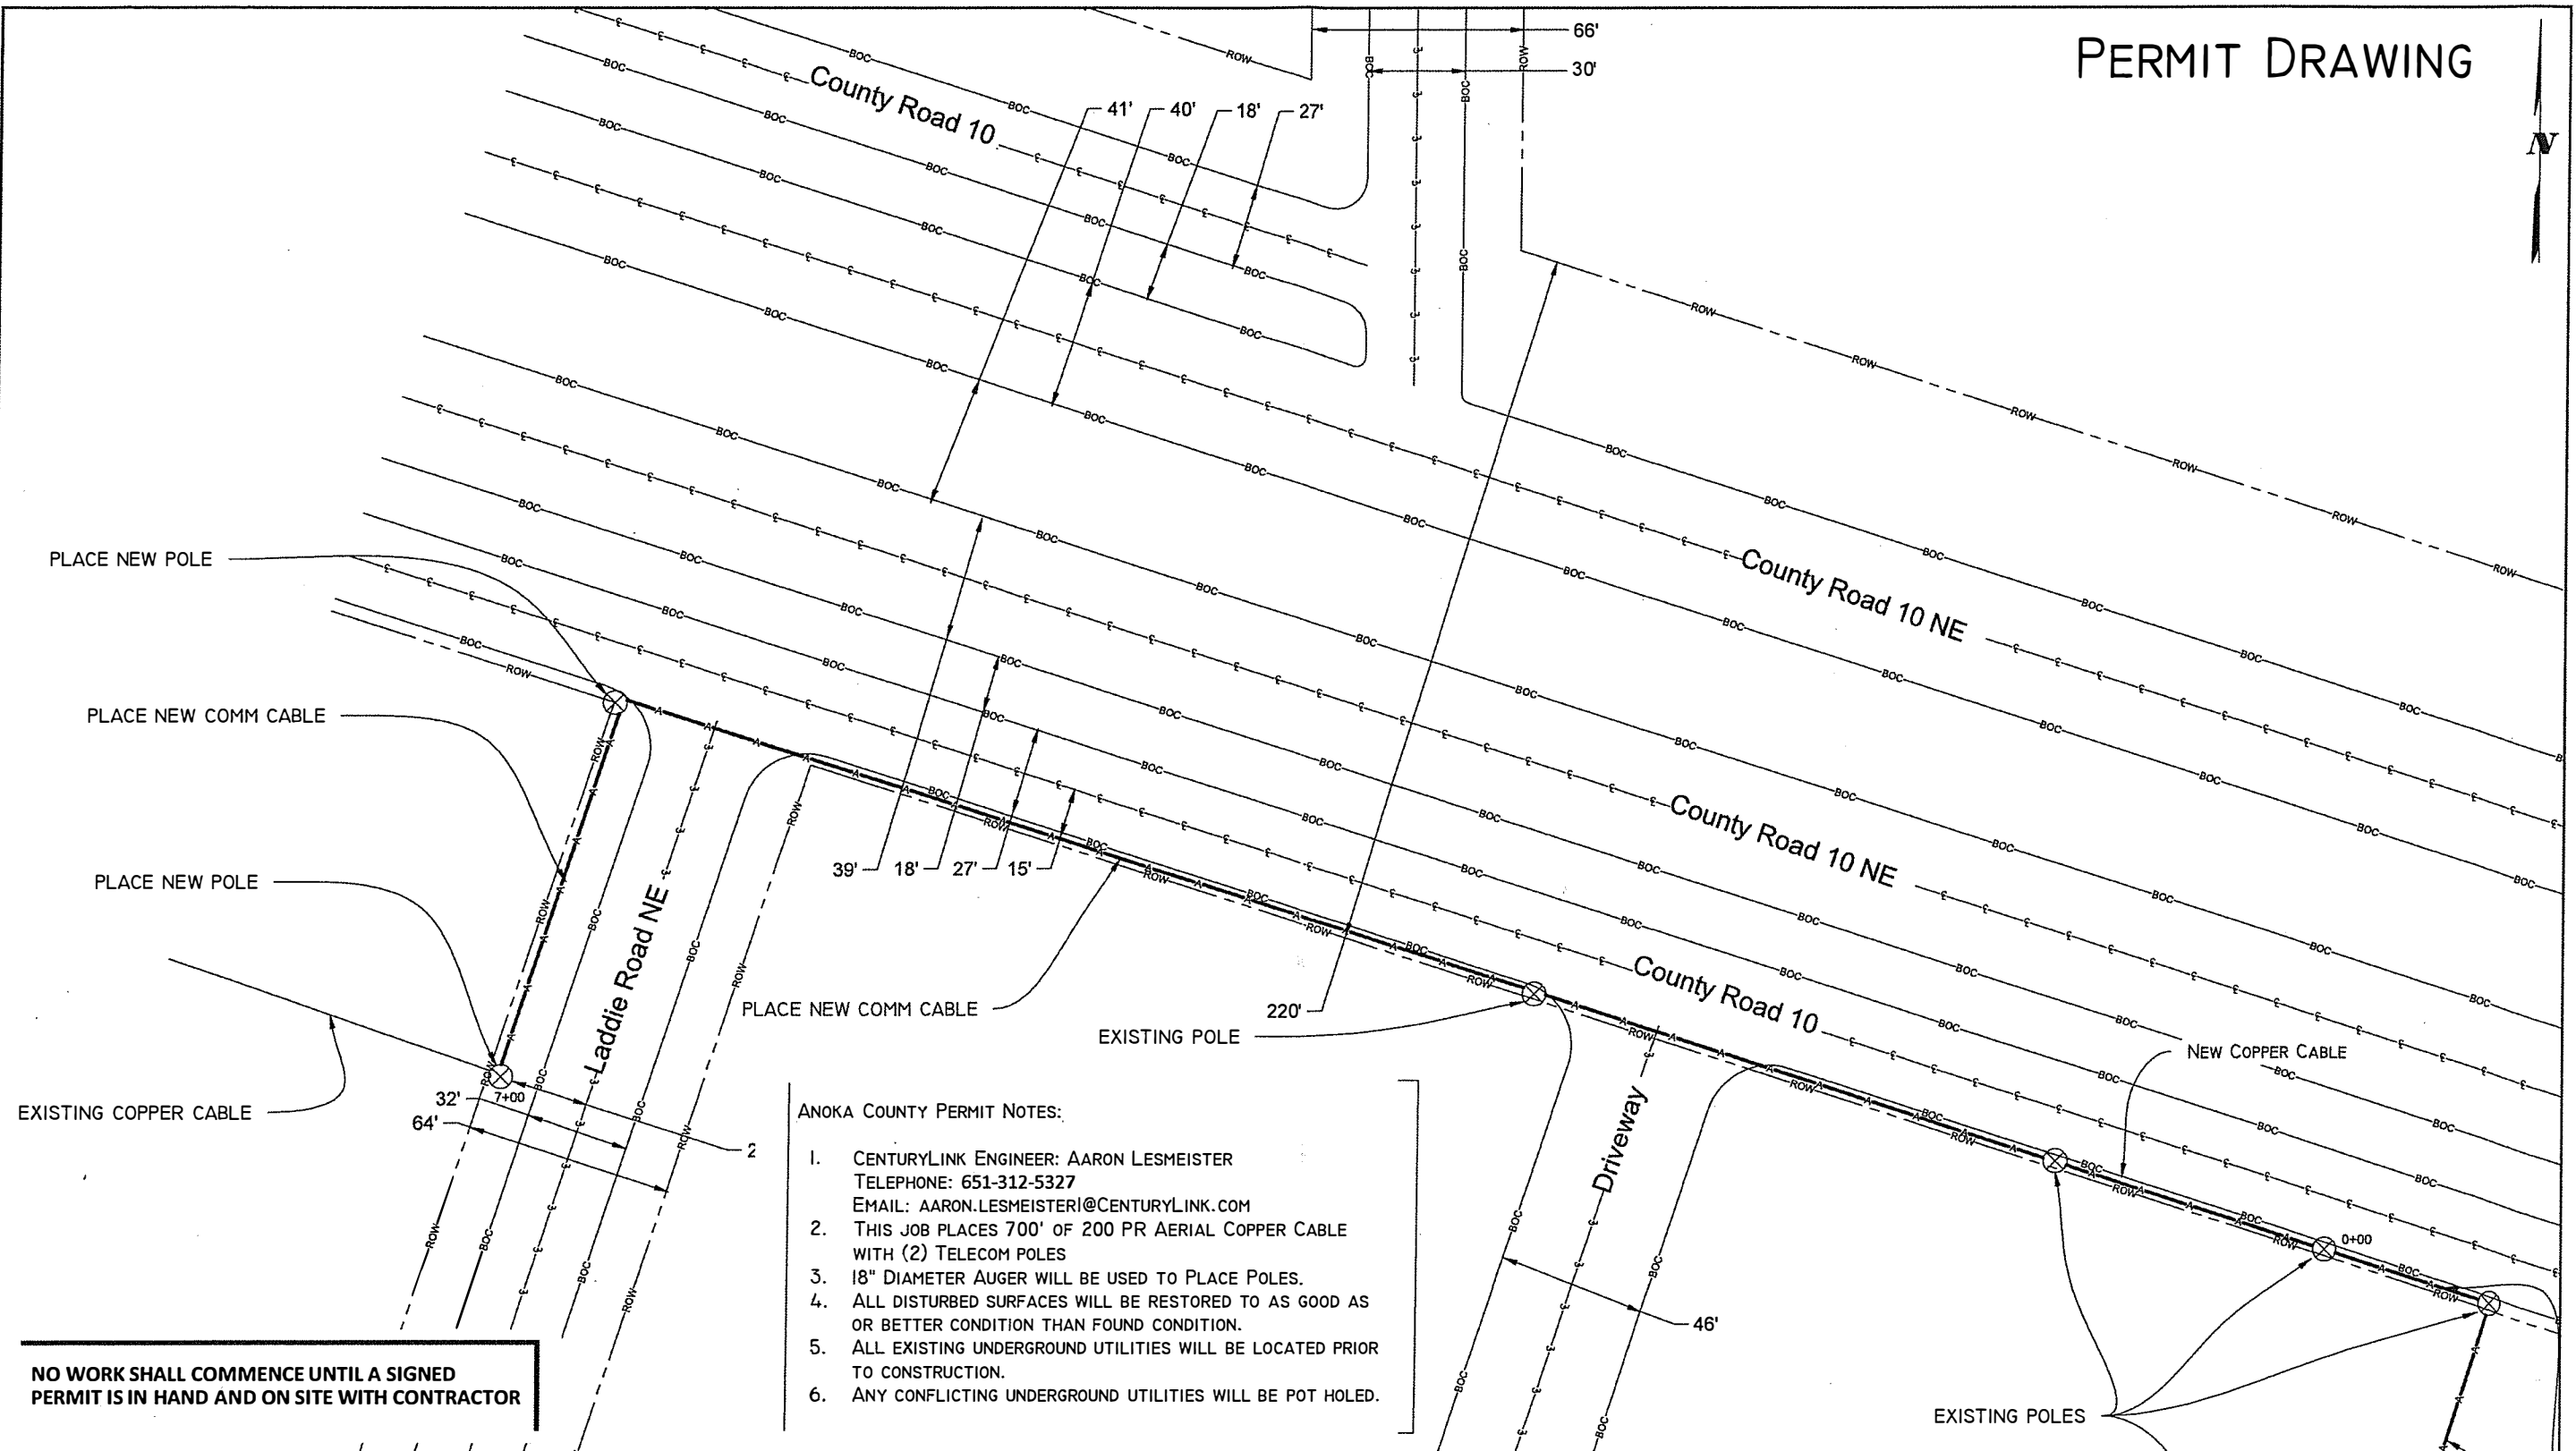 PERMIT DRAWING
N
66'
30'
41'
40'
18'
27'
County Road 10
ROW
BOC
County Road 10 NE
County Road 10 NE
County Road 10
PLACE NEW POLE
PLACE NEW COMM CABLE
PLACE NEW POLE
EXISTING COPPER CABLE
32'
7+00
64'
2
Laddie Road NE
39'
18'
27'
15'
PLACE NEW COMM CABLE
220'
EXISTING POLE
Driveway
46'
NEW COPPER CABLE
0+00
EXISTING POLES
ANOKA COUNTY PERMIT NOTES:
1. CENTURYLINK ENGINEER: AARON LESMEISTER
TELEPHONE: 651-312-5327
EMAIL: AARON.LESMEISTER1@CENTURYLINK.COM
2. THIS JOB PLACES 700' OF 200 PR AERIAL COPPER CABLE
WITH (2) TELECOM POLES
3. 18" DIAMETER AUGER WILL BE USED TO PLACE POLES.
4. ALL DISTURBED SURFACES WILL BE RESTORED TO AS GOOD AS
OR BETTER CONDITION THAN FOUND CONDITION.
5. ALL EXISTING UNDERGROUND UTILITIES WILL BE LOCATED PRIOR
TO CONSTRUCTION.
6. ANY CONFLICTING UNDERGROUND UTILITIES WILL BE POT HOLED.
NO WORK SHALL COMMENCE UNTIL A SIGNED
PERMIT IS IN HAND AND ON SITE WITH CONTRACTOR